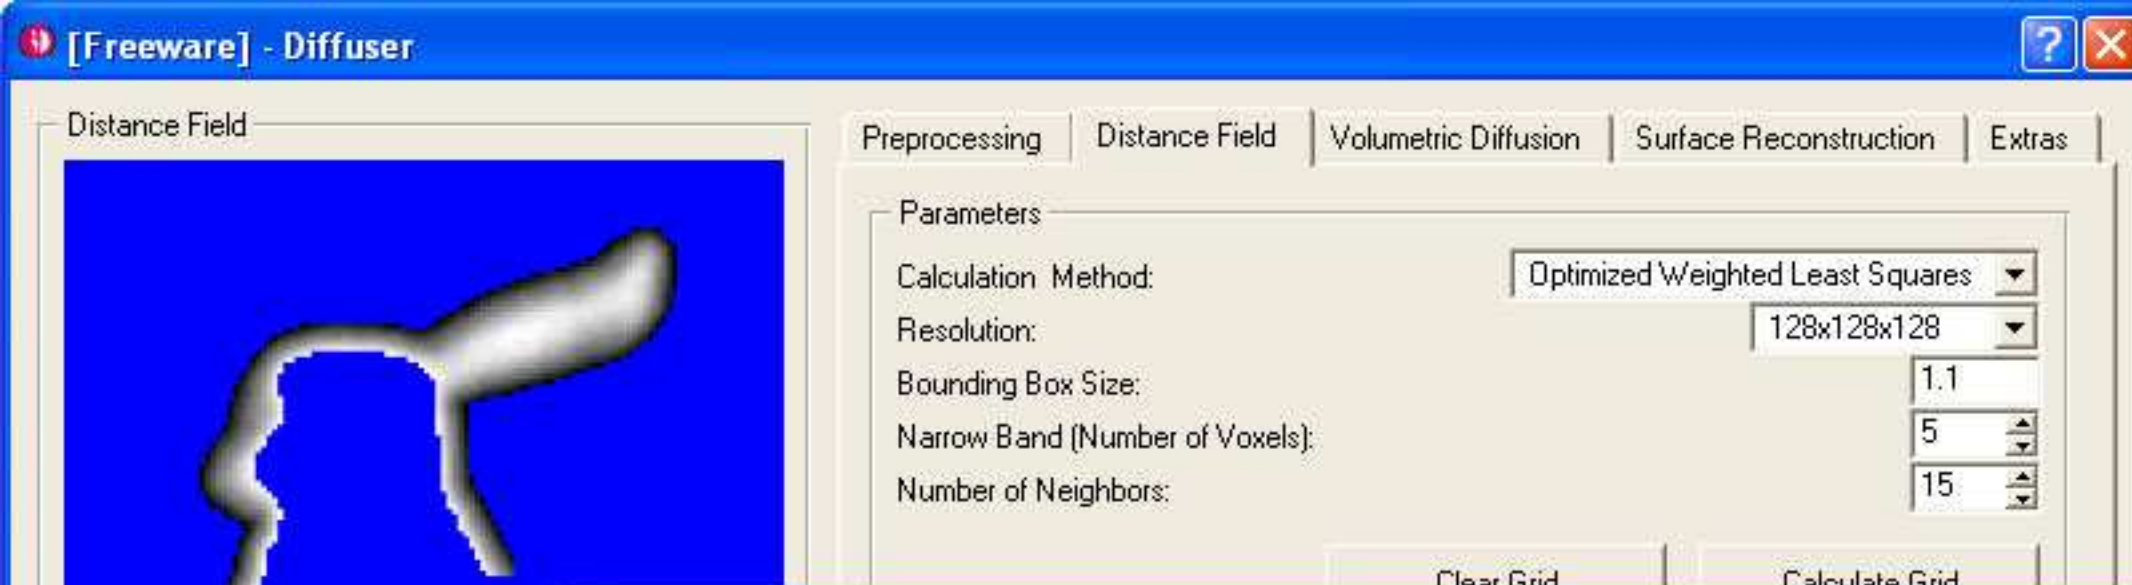 [Freeware] - Diffuser
Distance Field
Preprocessing Distance Field Volumetric Diffusion Surface Reconstruction Extras
Parameters
Calculation Method: Optimized Weighted Least Squares
Resolution: 128x128x128
Bounding Box Size: 1.1
Narrow Band (Number of Voxels): 5
Number of Neighbors: 15
Clear Grid Calculate Grid